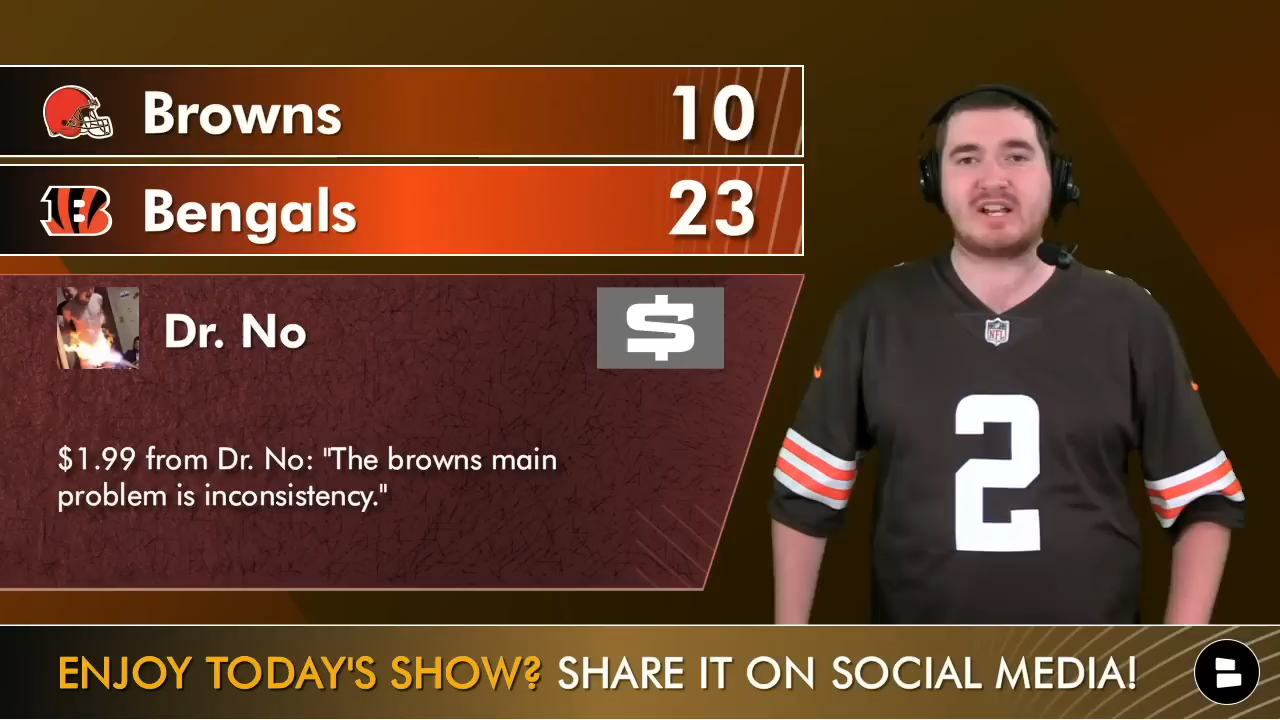 Browns 10
Bengals 23
Dr. No
$
$1.99 from Dr. No: "The browns main
problem is inconsistency."
NFL
2
ENJOY TODAY'S SHOW? SHARE IT ON SOCIAL MEDIA!